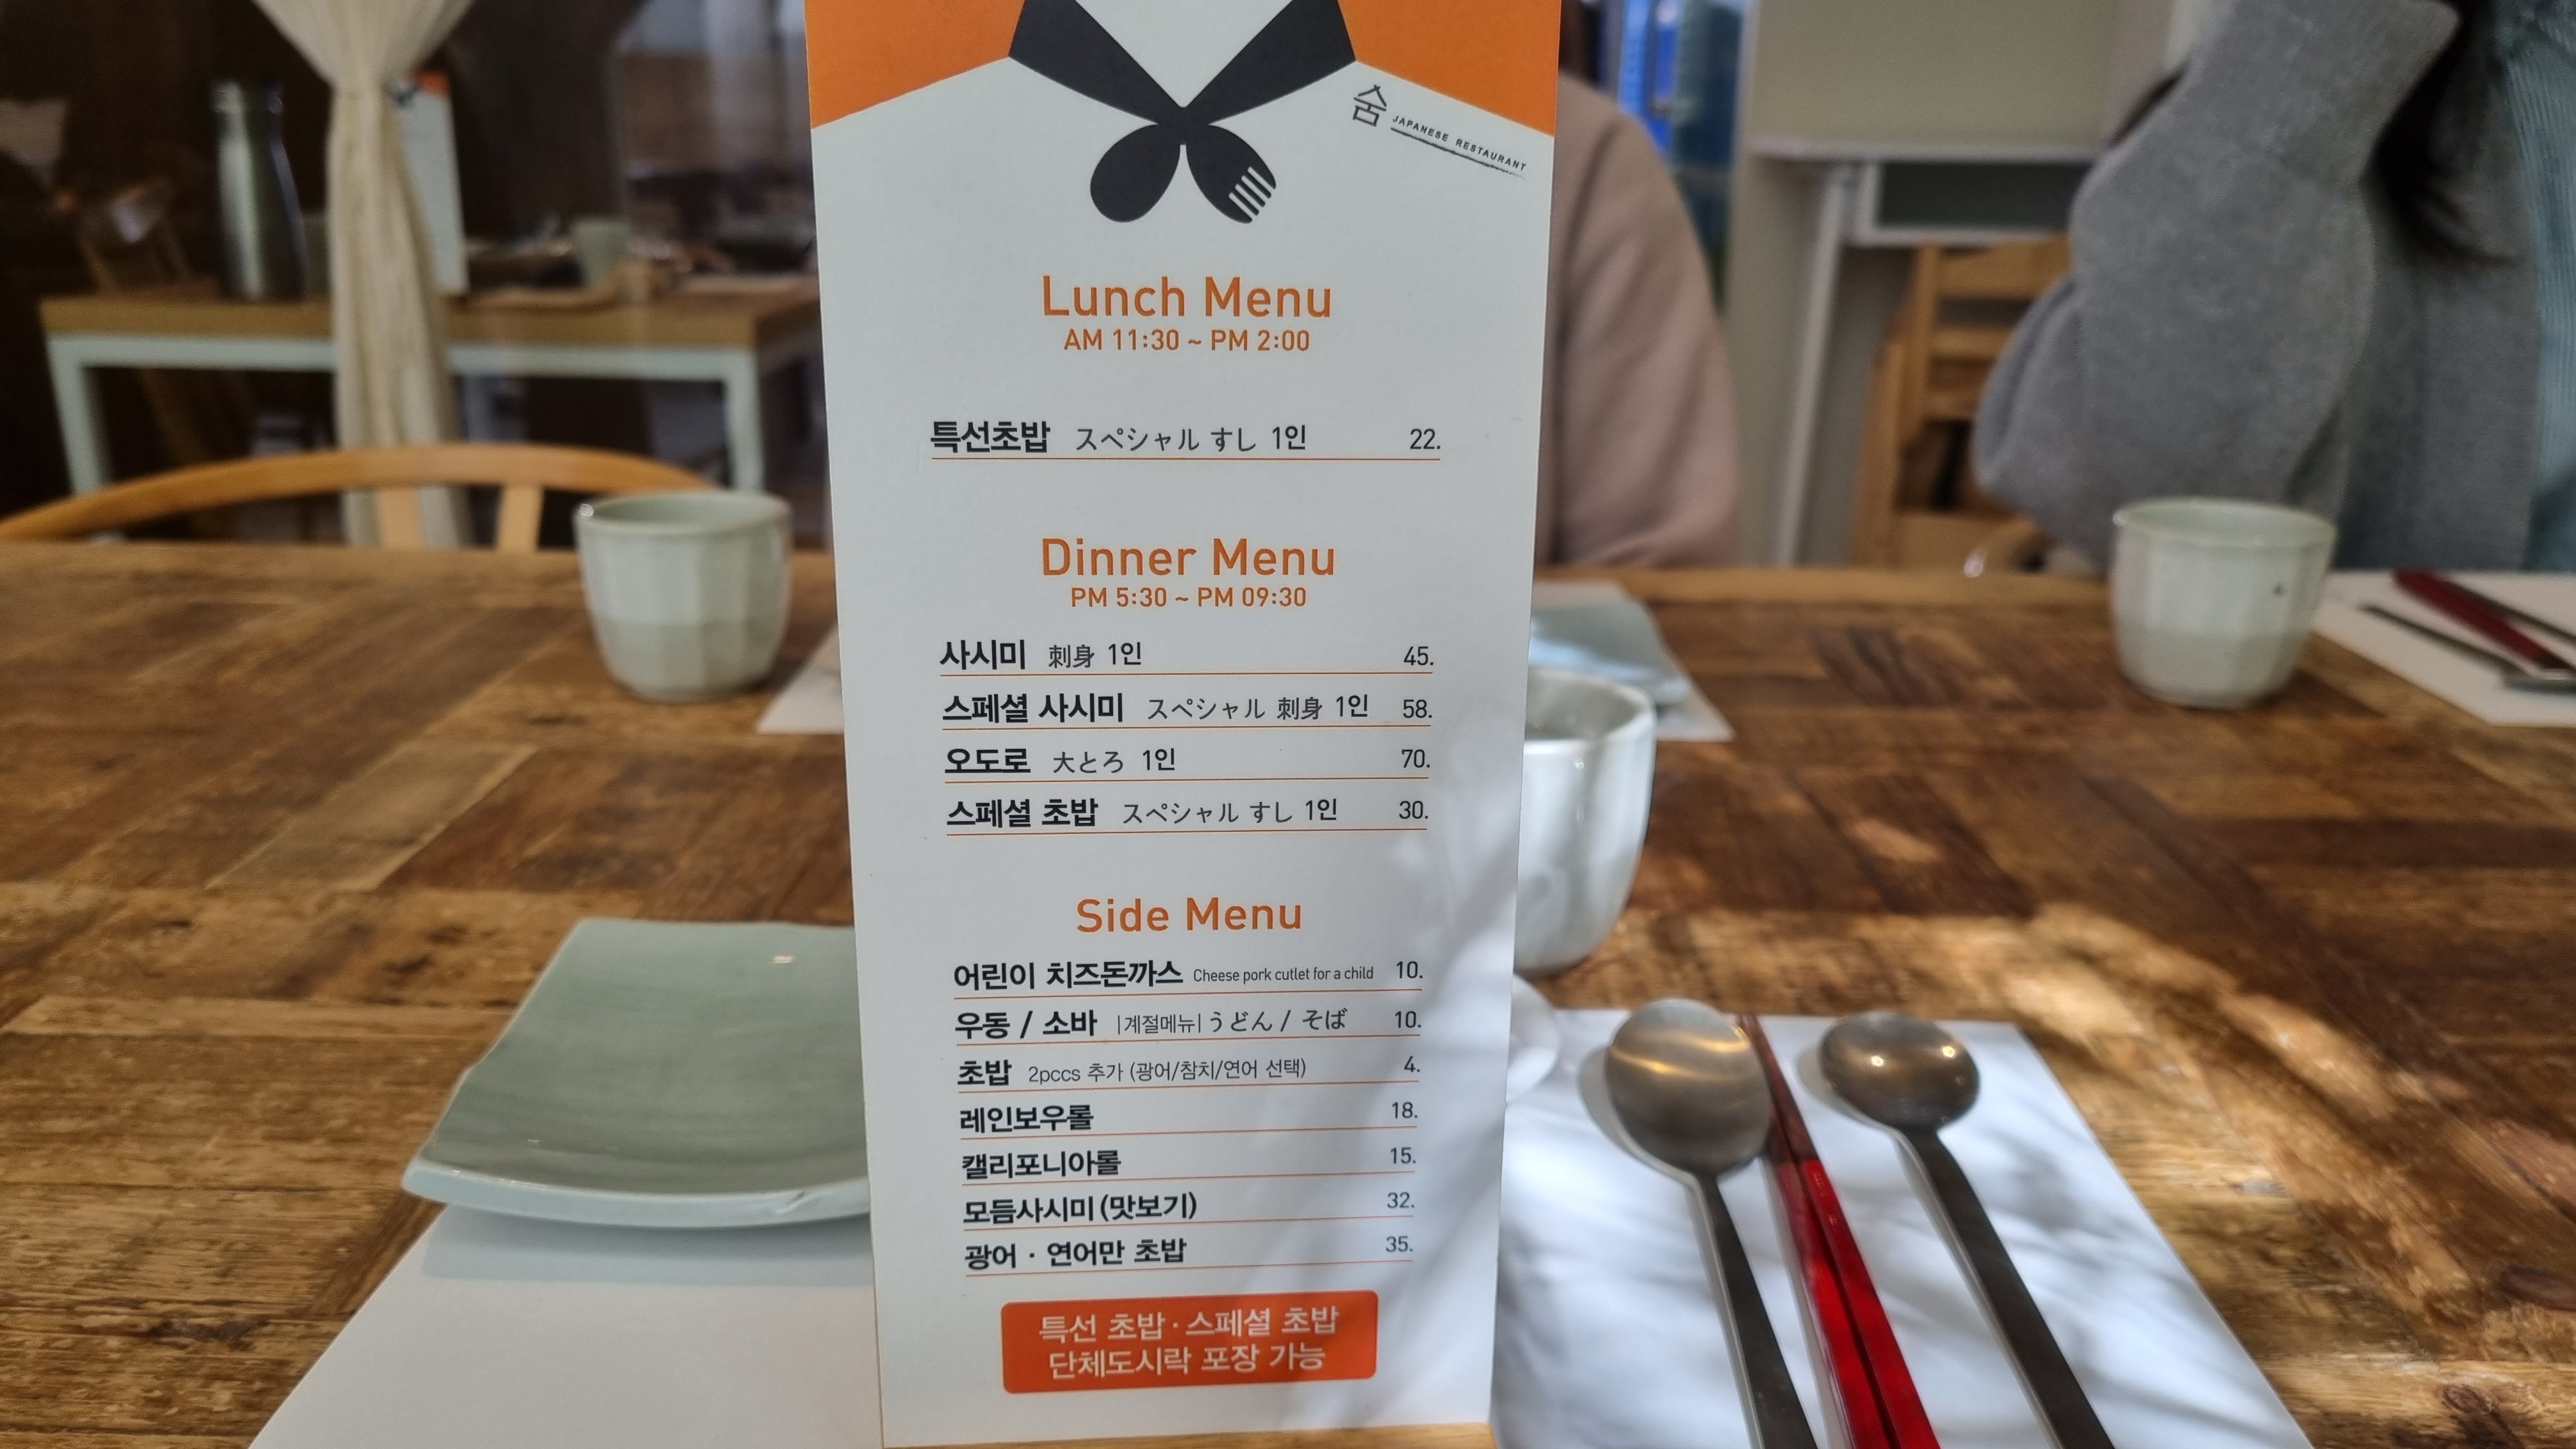 숨 JAPANESE RESTAURANT
Lunch Menu
AM 11:30 ~ PM 2:00
특선초밥 スペシャル すし 1인 22.
Dinner Menu
PM 5:30 ~ PM 09:30
사시미 刺身 1인 45.
스페셜 사시미 スペシャル 刺身 1인 58.
오도로 大とろ 1인 70.
스페셜 초밥 スペシャル すし 1인 30.
Side Menu
어린이 치즈돈까스 Cheese pork cutlet for a child 10.
우동 / 소바 |계절메뉴| うどん / そば 10.
초밥 2pccs 추가 (광어/참치/연어 선택) 4.
레인보우롤 18.
캘리포니아롤 15.
모듬사시미 (맛보기) 32.
광어 · 연어만 초밥 35.
특선 초밥 · 스페셜 초밥
단체도시락 포장 가능